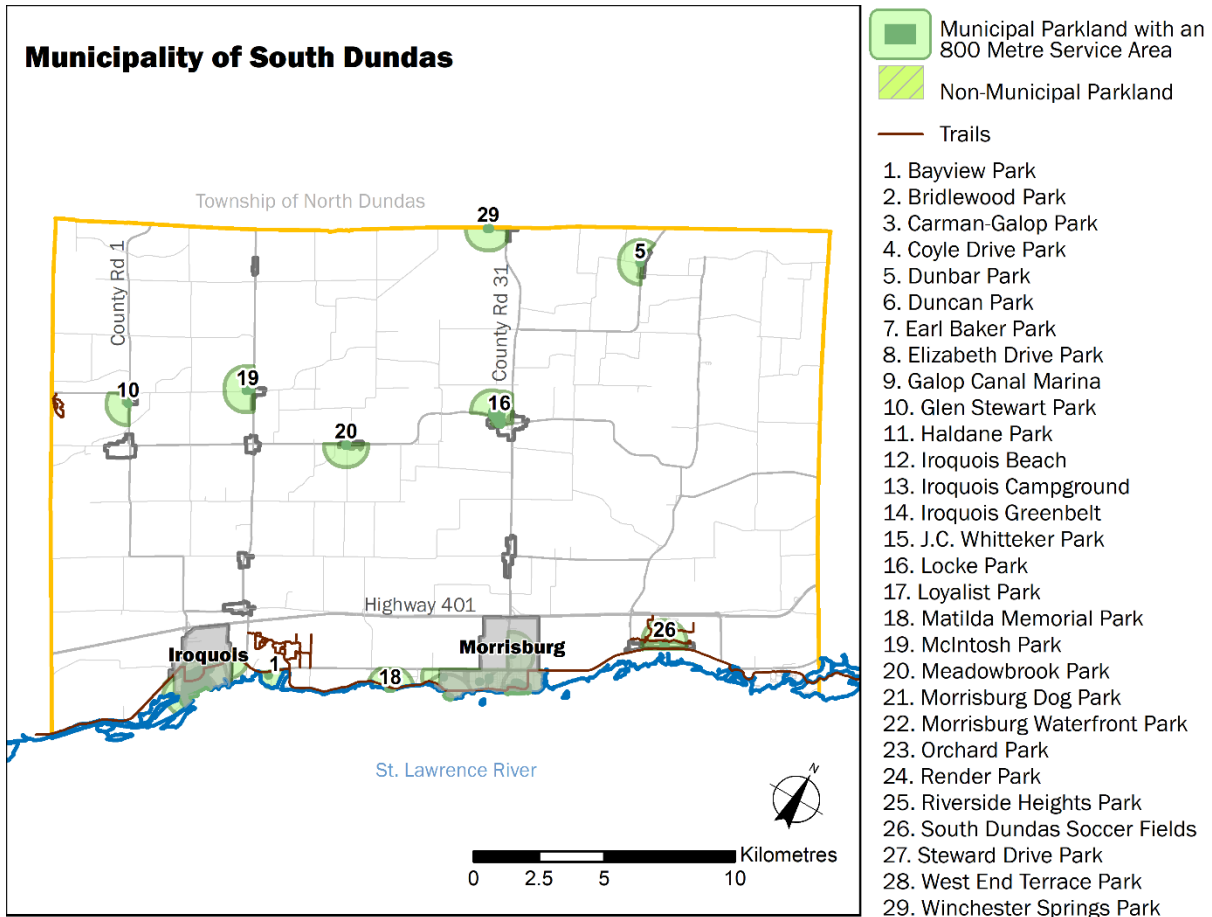 Municipality of South Dundas
Municipal Parkland with an
800 Metre Service Area
Non-Municipal Parkland
Trails
1. Bayview Park
2. Bridlewood Park
3. Carman-Galop Park
4. Coyle Drive Park
5. Dunbar Park
6. Duncan Park
7. Earl Baker Park
8. Elizabeth Drive Park
9. Galop Canal Marina
10. Glen Stewart Park
11. Haldane Park
12. Iroquois Beach
13. Iroquois Campground
14. Iroquois Greenbelt
15. J.C. Whitteker Park
16. Locke Park
17. Loyalist Park
18. Matilda Memorial Park
19. McIntosh Park
20. Meadowbrook Park
21. Morrisburg Dog Park
22. Morrisburg Waterfront Park
23. Orchard Park
24. Render Park
25. Riverside Heights Park
26. South Dundas Soccer Fields
27. Steward Drive Park
28. West End Terrace Park
29. Winchester Springs Park
Township of North Dundas
29
County Rd 1
County Rd 31
5
10
19
16
20
Highway 401
Iroquols
1
18
Morrisburg
26
St. Lawrence River
N
Kilometres
0 2.5 5 10